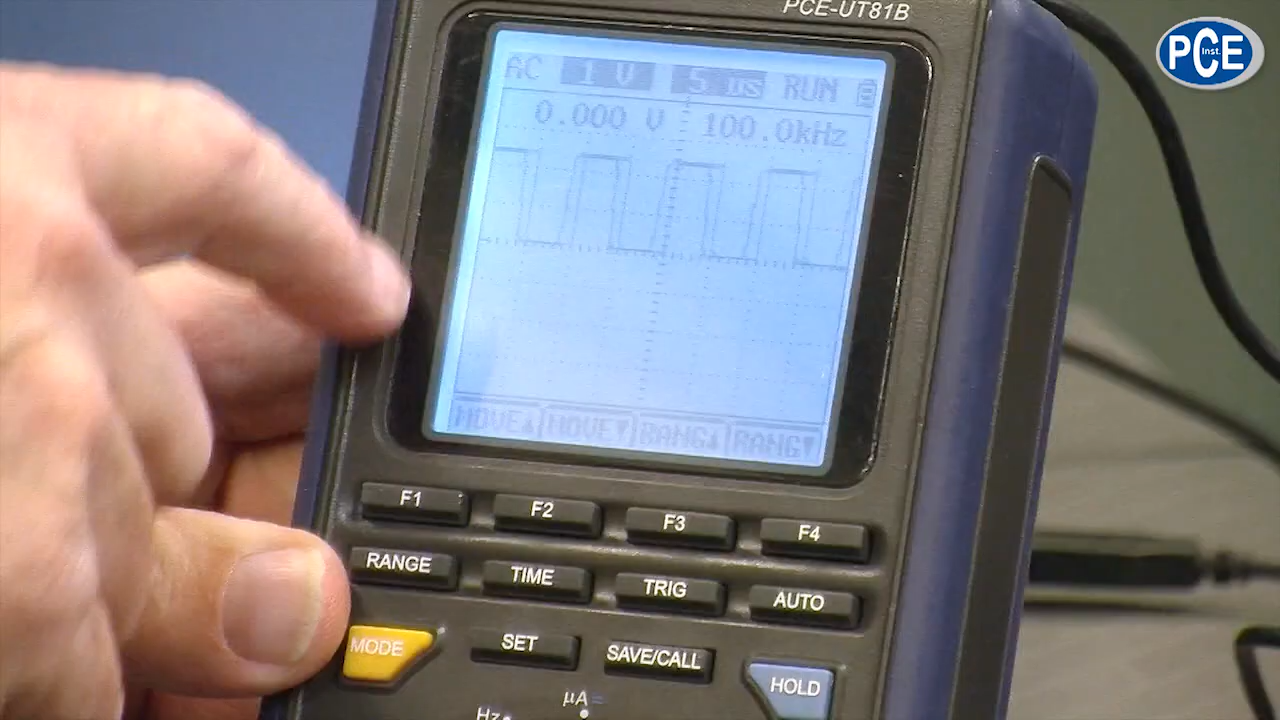 PCE-UT81B
PCE Inst.
AC 1 V 5 us RUN
0.000 V 100.0kHz
MOVE▲ MOVE▼ RANG▲ RANG▼
F1 F2 F3 F4
RANGE TIME TRIG AUTO
MODE SET SAVE/CALL HOLD
Hz µA